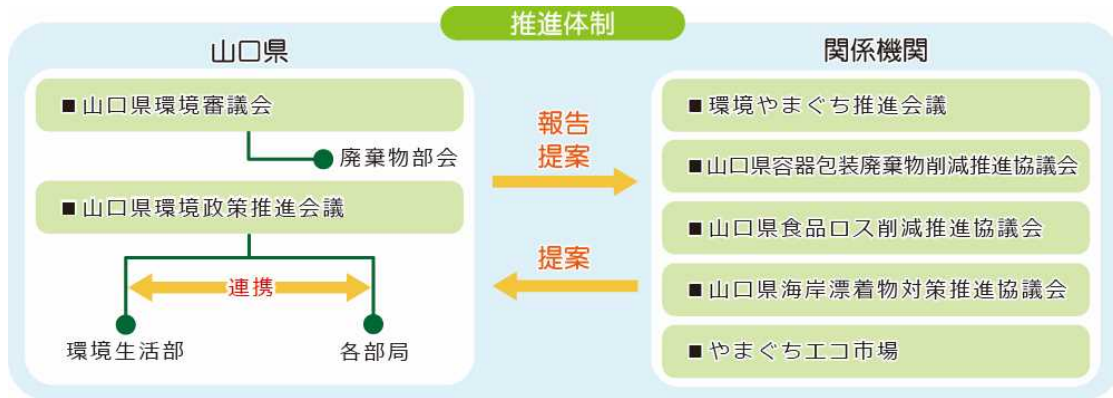 推進体制
山口県
■山口県環境審議会
廃棄物部会
■山口県環境政策推進会議
連携
環境生活部
各部局
報告
提案
提案
関係機関
■環境やまぐち推進会議
■山口県容器包装廃棄物削減推進協議会
■山口県食品ロス削減推進協議会
■山口県海岸漂着物対策推進協議会
■やまぐちエコ市場